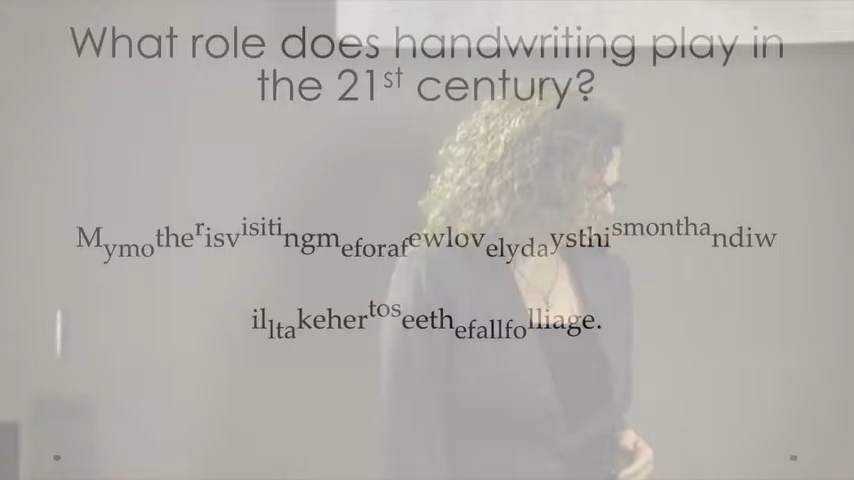 What role does handwriting play in
the 21st century?
Mymotherisvisitingmeforafewlovelydaysthismonthandiw
illtakehertoseethefallfolliage.